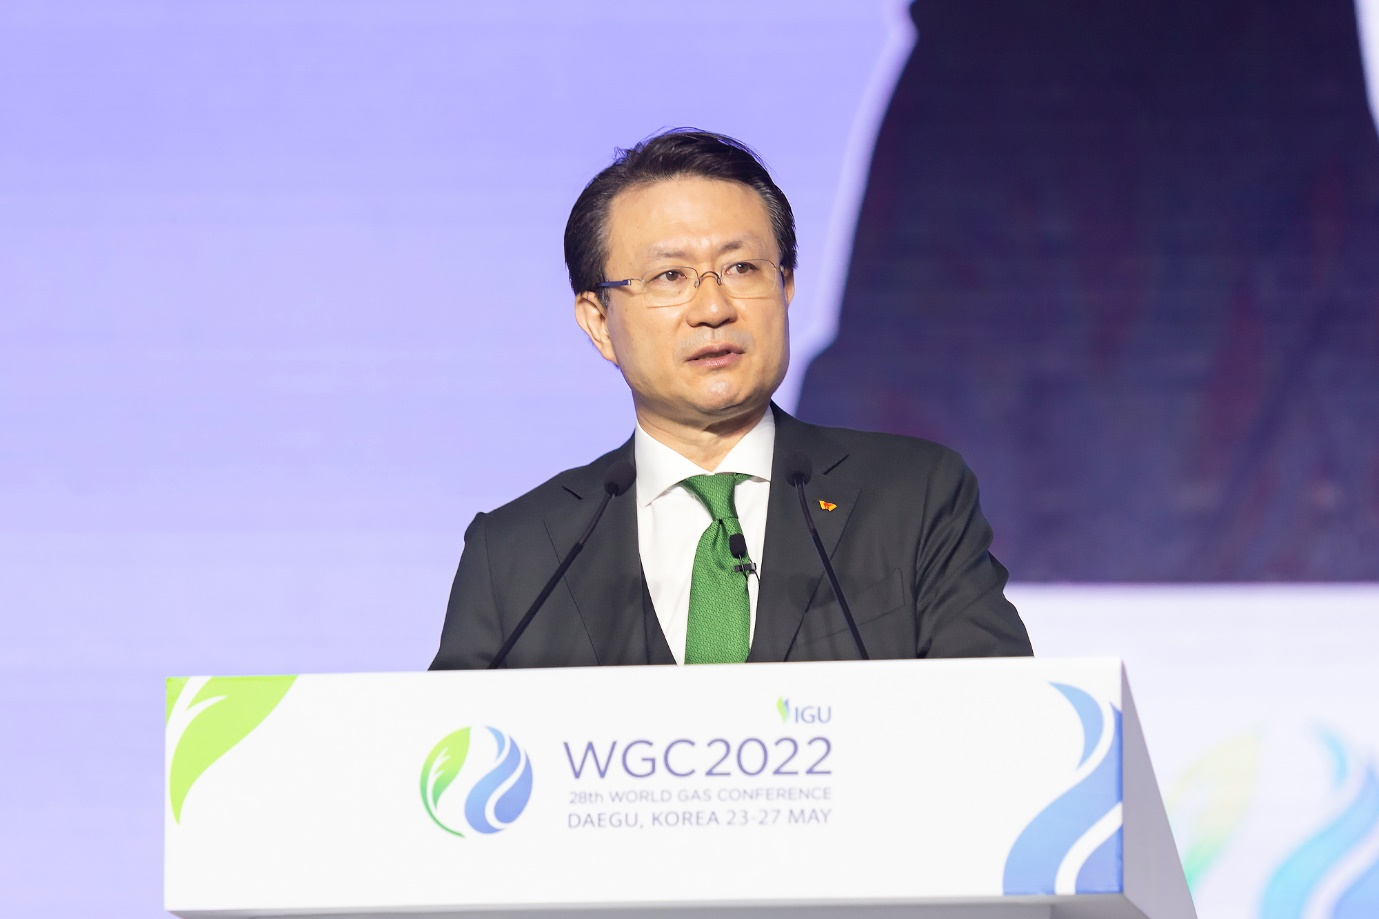 IGU
WGC2022
28th WORLD GAS CONFERENCE
DAEGU, KOREA 23-27 MAY